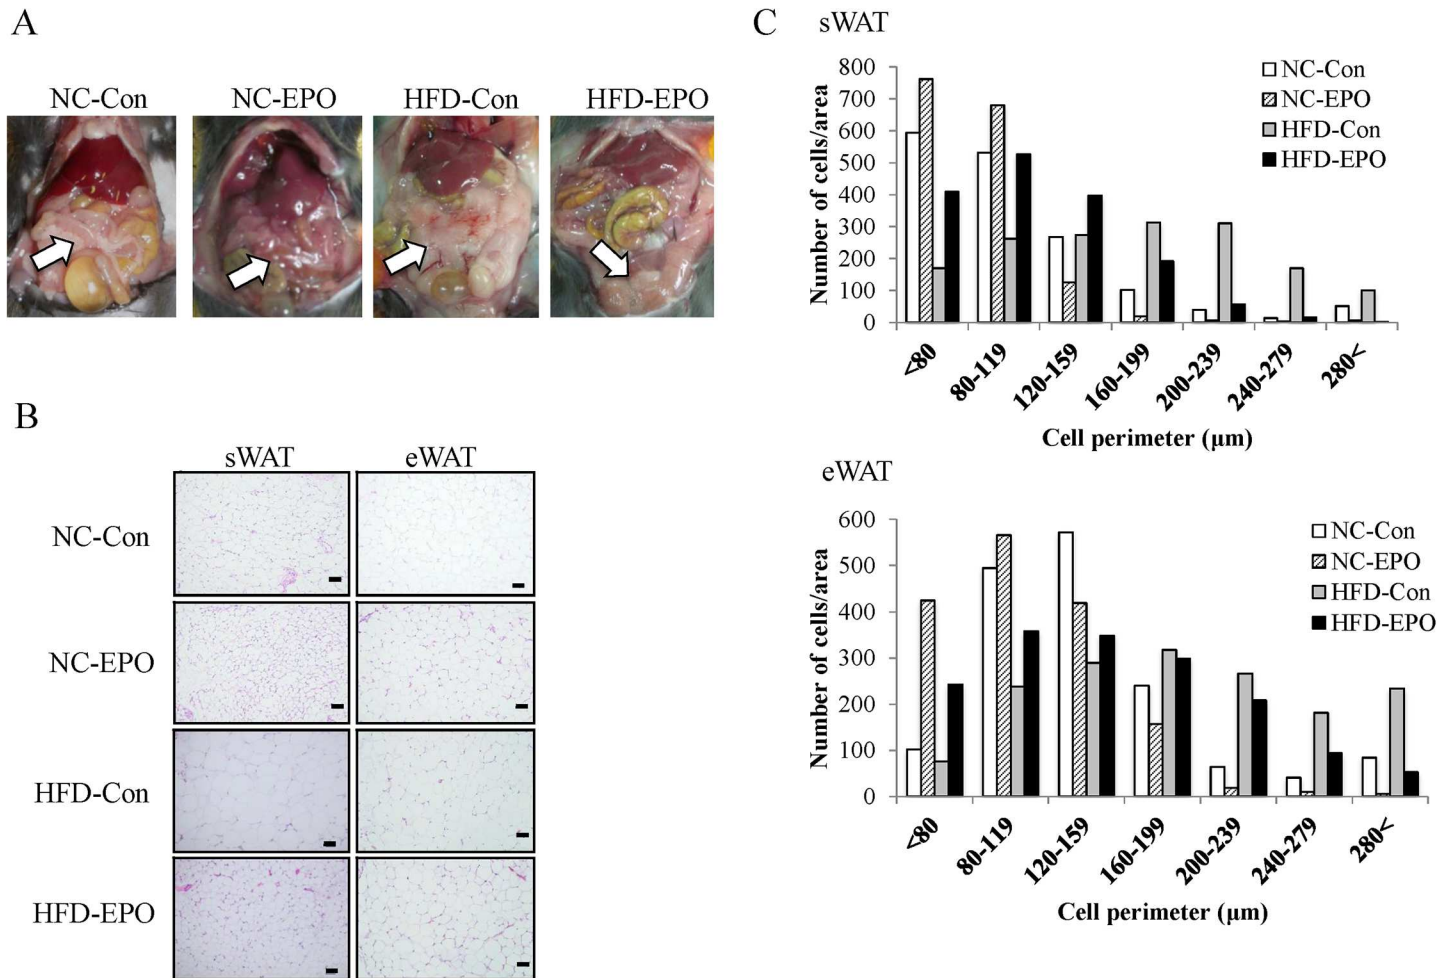 A
NC-Con NC-EPO HFD-Con HFD-EPO
B
sWAT eWAT
NC-Con
NC-EPO
HFD-Con
HFD-EPO
C
sWAT
Number of cells/area
800
700
600
500
400
300
200
100
0
NC-Con
NC-EPO
HFD-Con
HFD-EPO
<80 80-119 120-159 160-199 200-239 240-279 280<
Cell perimeter (μm)
eWAT
Number of cells/area
600
500
400
300
200
100
0
NC-Con
NC-EPO
HFD-Con
HFD-EPO
<80 80-119 120-159 160-199 200-239 240-279 280<
Cell perimeter (μm)